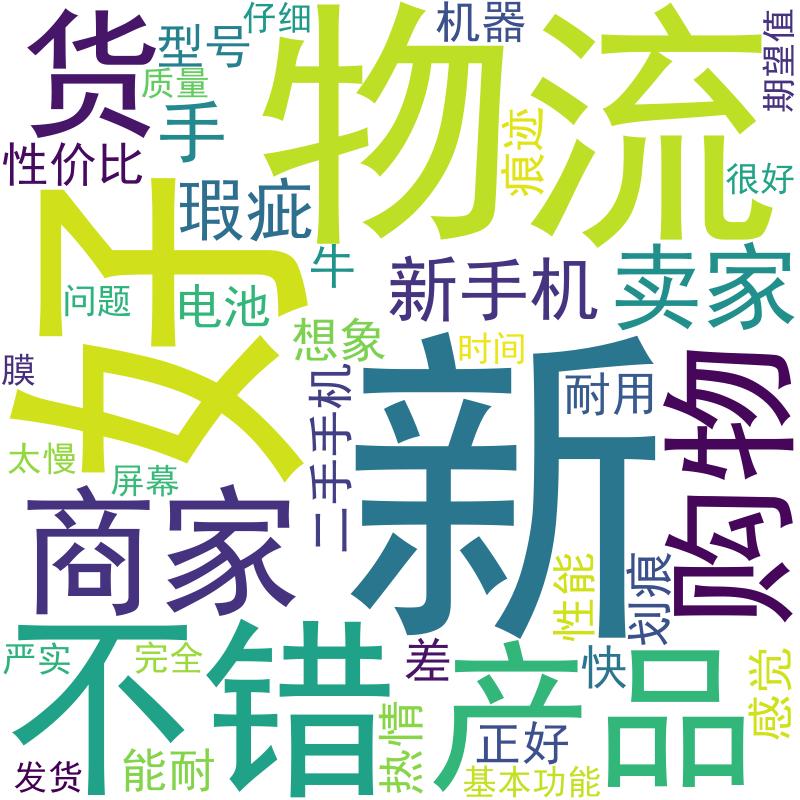 仔细
机器
期望值
货
型号
物流
质量
手
痕迹
性价比
很好
瑕疵
好
牛
新手机
卖家
问题
电池
想象
时间
膜
新
耐用
购物
二手手机
太慢
屏幕
商家
性能
划痕
不错
严实
完全
差
产品
快
感觉
热情
正好
发货
能耐
基本功能